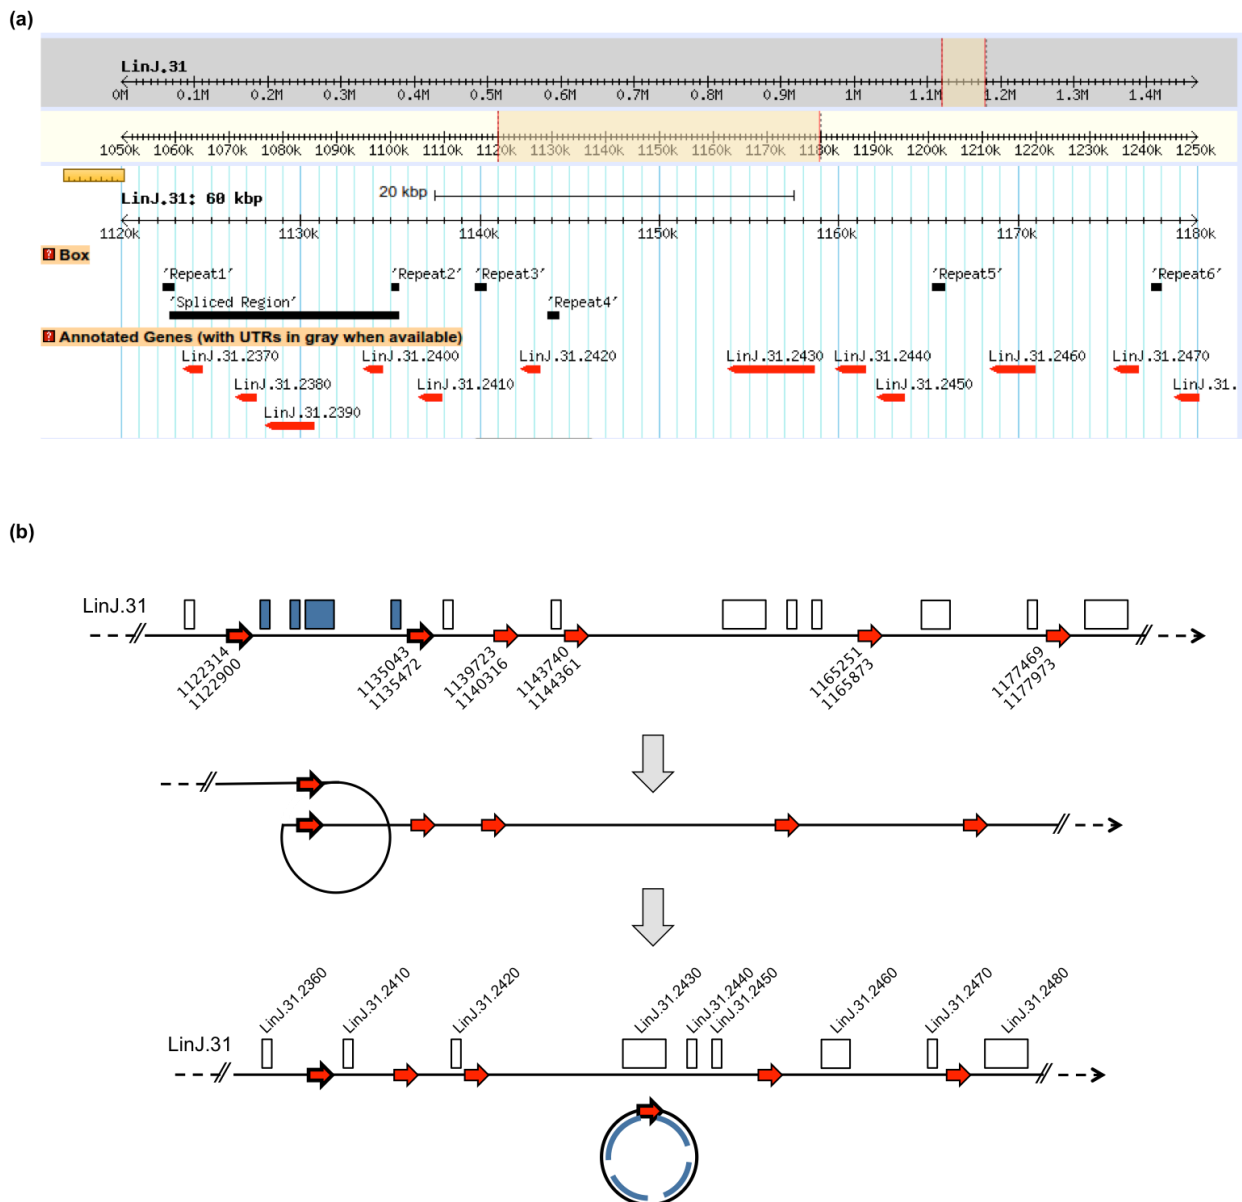 (a)
LinJ.31
0M 0.1M 0.2M 0.3M 0.4M 0.5M 0.6M 0.7M 0.8M 0.9M 1M 1.1M 1.2M 1.3M 1.4M
1050k 1060k 1070k 1080k 1090k 1100k 1110k 1120k 1130k 1140k 1150k 1160k 1170k 1180k 1190k 1200k 1210k 1220k 1230k 1240k 1250k
20 kbp
LinJ.31: 60 kbp
1120k 1130k 1140k 1150k 1160k 1170k 1180k
? Box
'Repeat1' 'Repeat2' 'Repeat3' 'Repeat5' 'Repeat6'
'Spliced Region' 'Repeat4'
? Annotated Genes (with UTRs in gray when available)
LinJ.31.2370 LinJ.31.2400 LinJ.31.2420 LinJ.31.2430 LinJ.31.2440 LinJ.31.2460 LinJ.31.2470
LinJ.31.2380 LinJ.31.2410 LinJ.31.2450 LinJ.31.
LinJ.31.2390
(b)
LinJ.31
1122314 1135043 1139723 1143740 1165251 1177469
1122900 1135472 1140316 1144361 1165873 1177973
LinJ.31.2360 LinJ.31.2410 LinJ.31.2420 LinJ.31.2430 LinJ.31.2440 LinJ.31.2450 LinJ.31.2460 LinJ.31.2470 LinJ.31.2480
LinJ.31